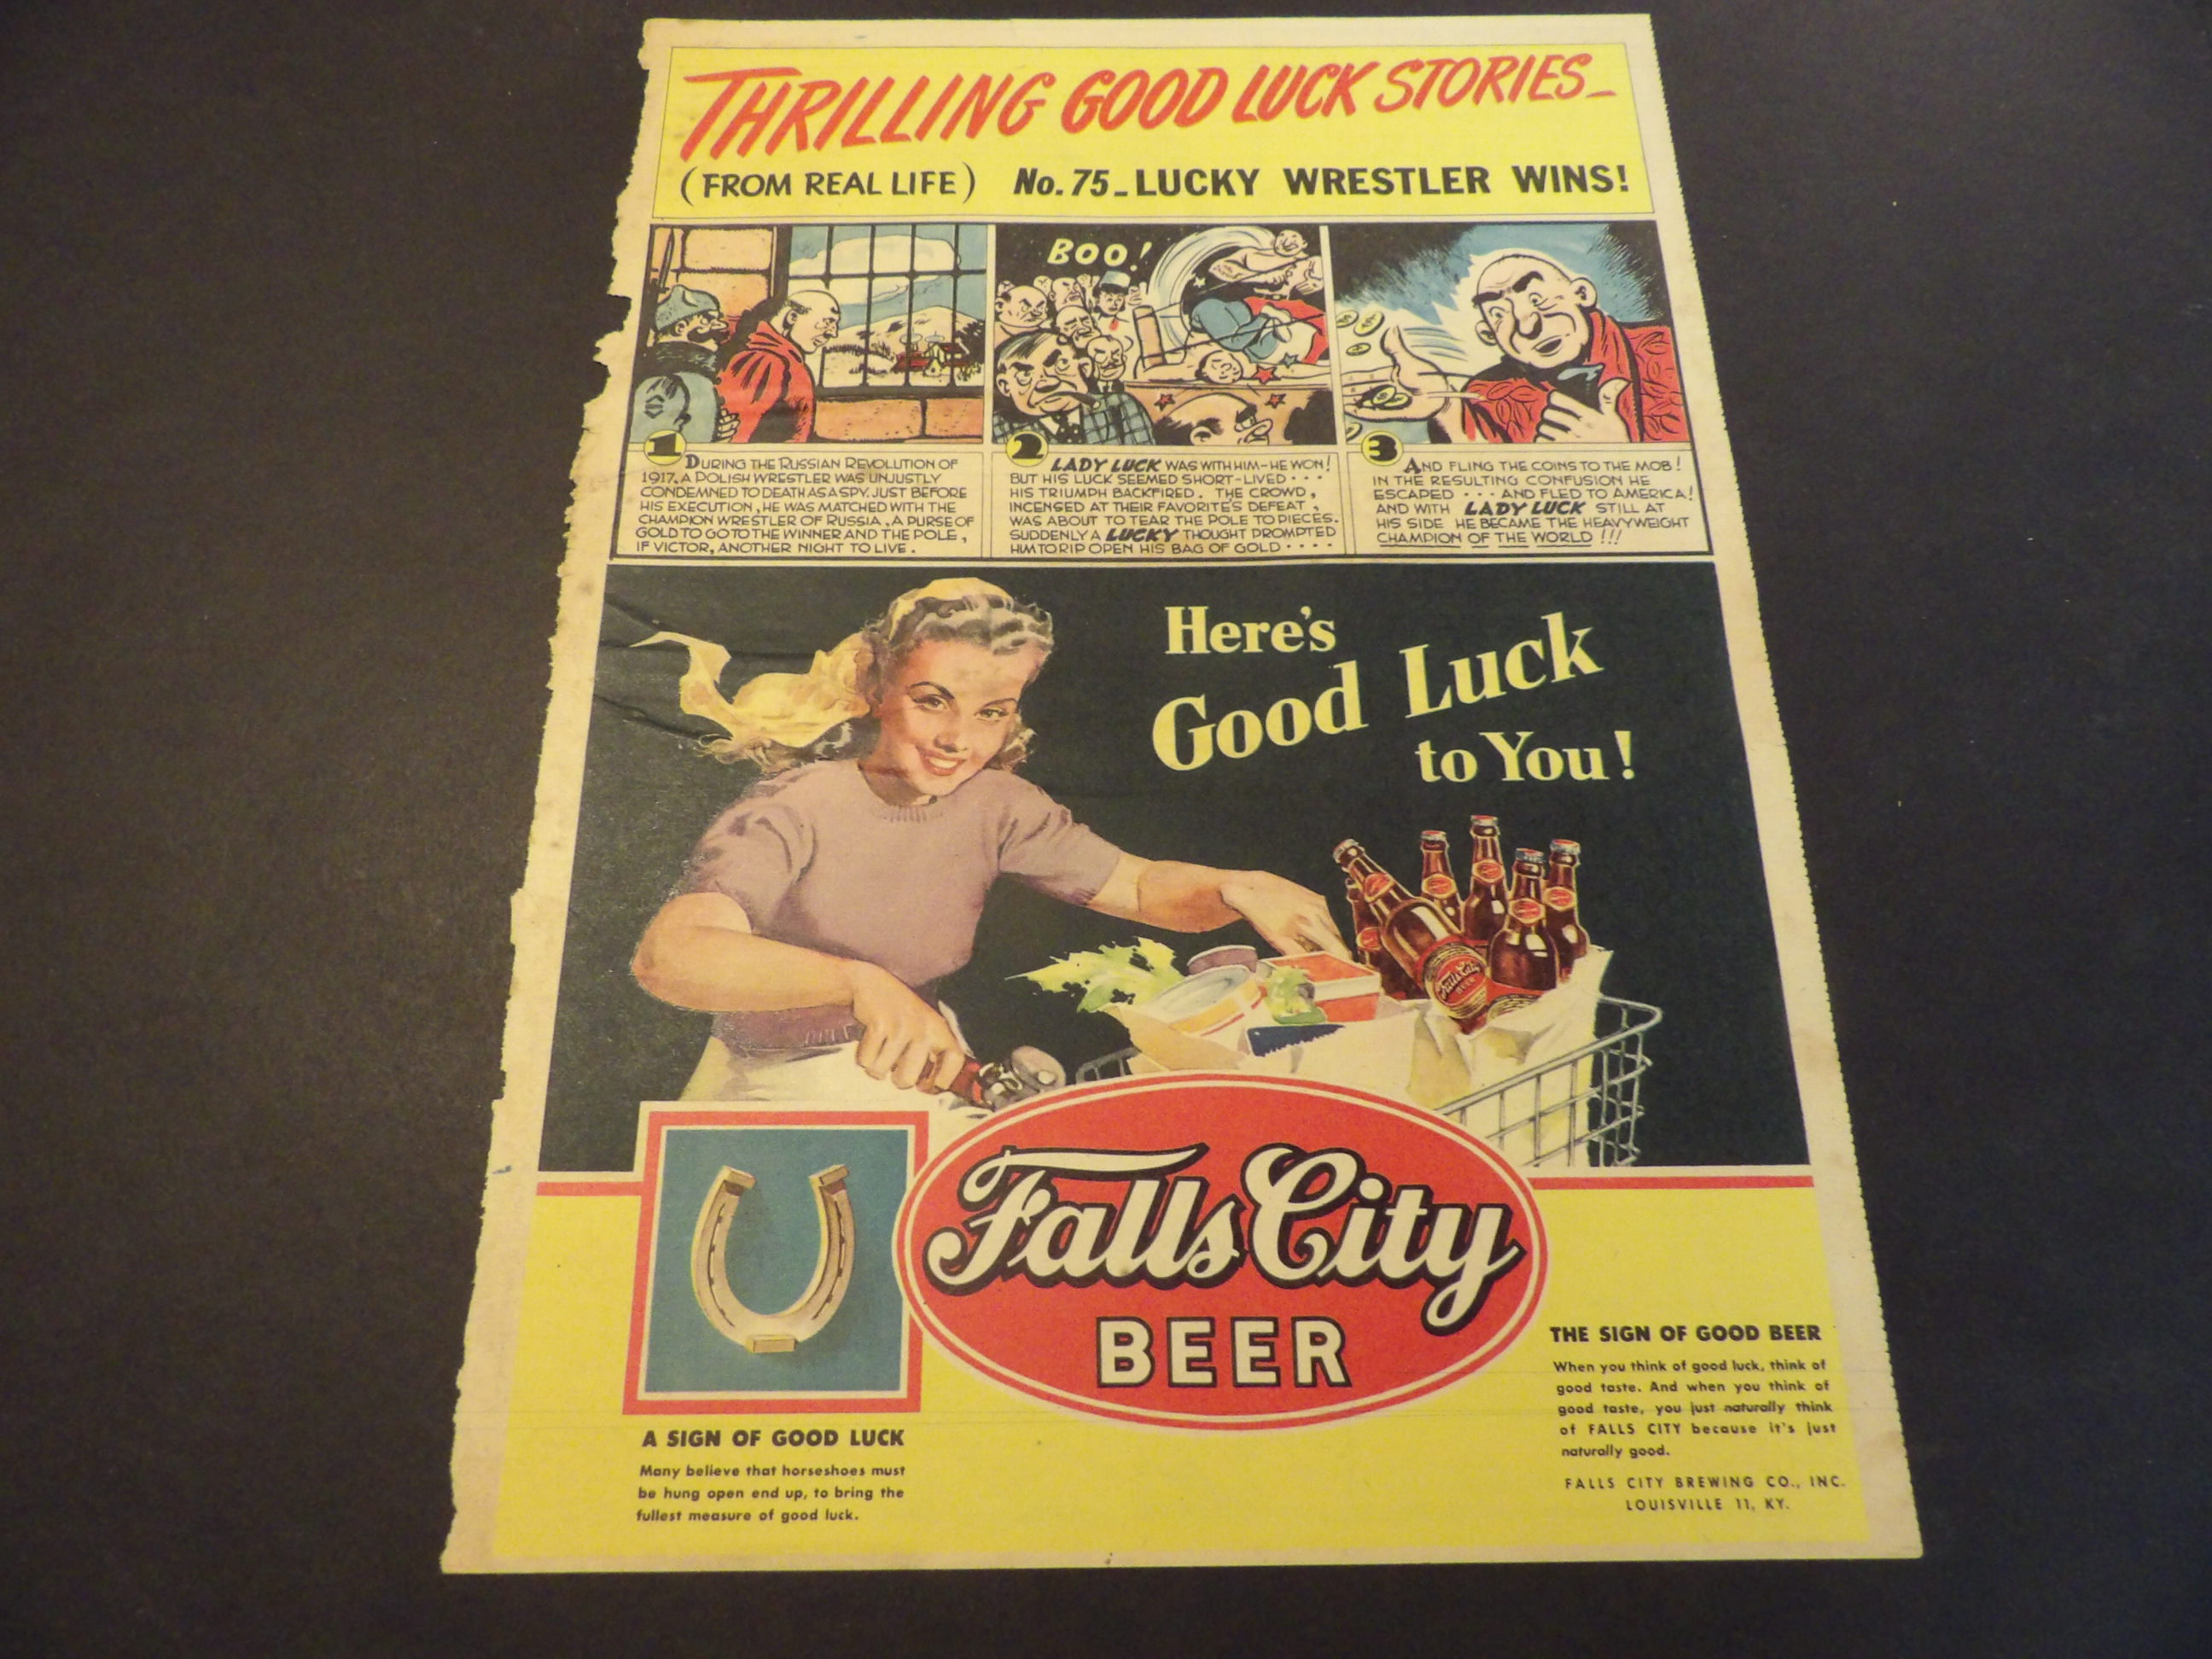 THRILLING GOOD LUCK STORIES—
(FROM REAL LIFE) No. 75—LUCKY WRESTLER WINS!
BOO!
1
DURING THE RUSSIAN REVOLUTION OF
1917, A POLISH WRESTLER WAS UNJUSTLY
CONDEMNED TO DEATH AS A SPY. JUST BEFORE
HIS EXECUTION, HE WAS MATCHED WITH THE
CHAMPION WRESTLER OF RUSSIA, A PURSE OF
GOLD TO GO TO THE WINNER AND THE POLE,
IF VICTOR, ANOTHER NIGHT TO LIVE.
2
LADY LUCK WAS WITH HIM-HE WON!
BUT HIS LUCK SEEMED SHORT-LIVED • • •
HIS TRIUMPH BACKFIRED. THE CROWD,
INCENSED AT THEIR FAVORITE'S DEFEAT,
WAS ABOUT TO TEAR THE POLE TO PIECES.
SUDDENLY A LUCKY THOUGHT PROMPTED
HIM TO RIP OPEN HIS BAG OF GOLD • • • •
3
AND FLING THE COINS TO THE MOB!
IN THE RESULTING CONFUSION HE
ESCAPED • • • AND FLED TO AMERICA!
AND WITH LADY LUCK STILL AT
HIS SIDE HE BECAME THE HEAVYWEIGHT
CHAMPION OF THE WORLD !!!
Here's
Good Luck
to You!
Falls City
BEER
Falls City
BEER
A SIGN OF GOOD LUCK
Many believe that horseshoes must
be hung open end up, to bring the
fullest measure of good luck.
THE SIGN OF GOOD BEER
When you think of good luck, think of
good taste. And when you think of
good taste, you just naturally think
of FALLS CITY because it's just
naturally good.
FALLS CITY BREWING CO., INC.
LOUISVILLE 11, KY.